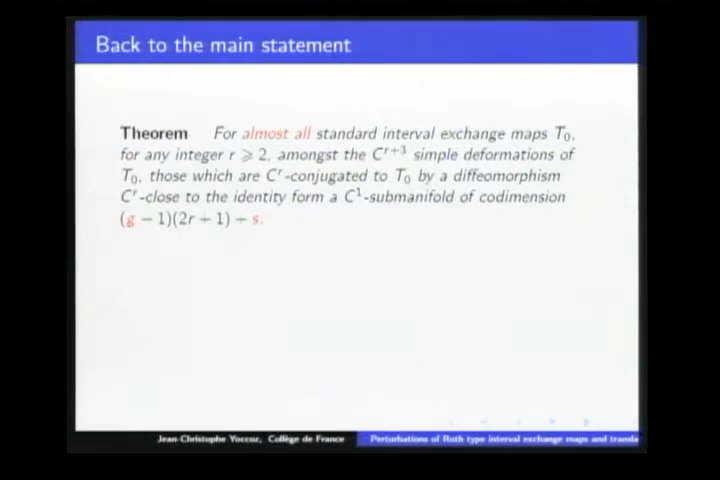 Back to the main statement
Theorem For almost all standard interval exchange maps T₀,
for any integer r ⩾ 2, amongst the Cʳ⁺³ simple deformations of
T₀, those which are Cʳ-conjugated to T₀ by a diffeomorphism
Cʳ-close to the identity form a C¹-submanifold of codimension
(g − 1)(2r + 1) + s.
Jean-Christophe Yoccoz, Collège de France Perturbations of Roth type interval exchange maps and transla